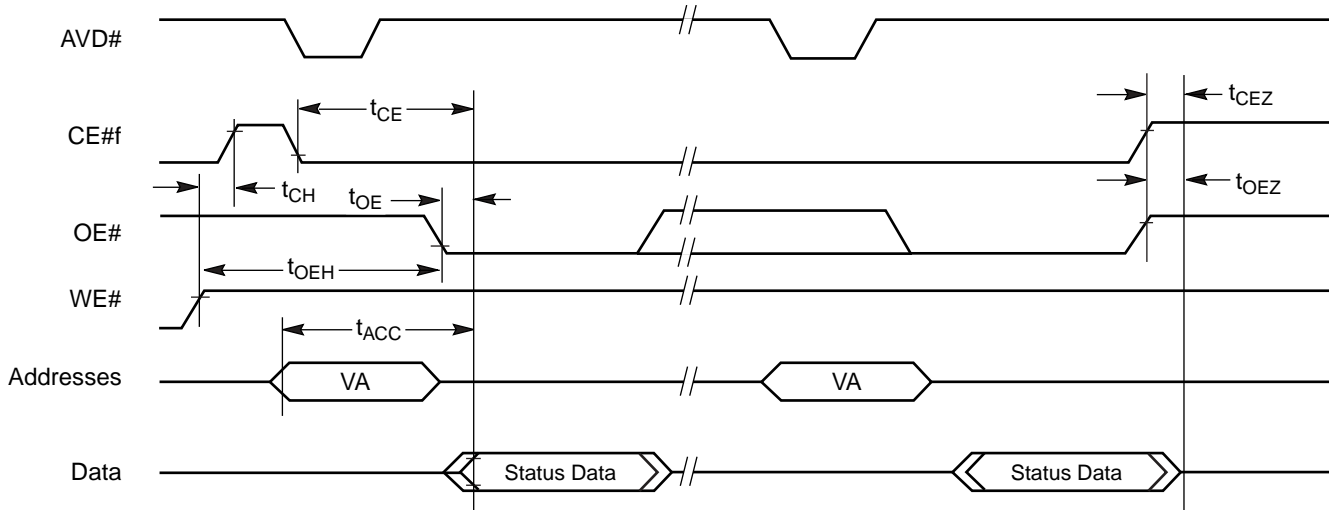 AVD#
tCE
tCEZ
CE#f
tCH
tOE
tOEZ
OE#
tOEH
WE#
tACC
Addresses
VA
VA
Data
Status Data
Status Data